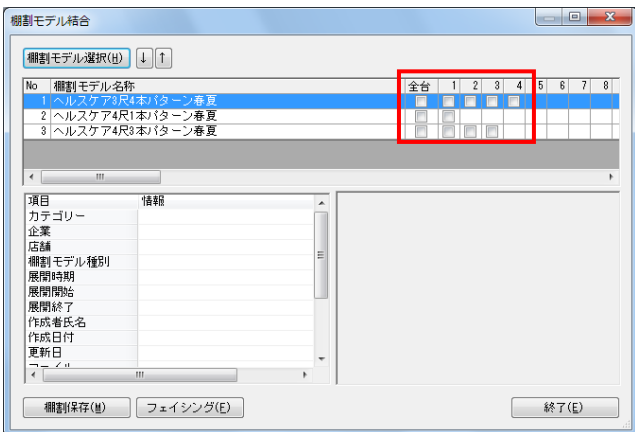 棚割モデル結合
棚割モデル選択(H) ↓ ↑
No 棚割モデル名称 全台 1 2 3 4 5 6 7 8
1 ヘルスケア3尺4本パターン春夏
2 ヘルスケア4尺1本パターン春夏
3 ヘルスケア4尺3本パターン春夏
項目 情報
カテゴリー
企業
店舗
棚割モデル種別
展開時期
展開開始
展開終了
作成者氏名
作成日付
更新日
棚割保存(M) フェイシング(F) 終了(E)